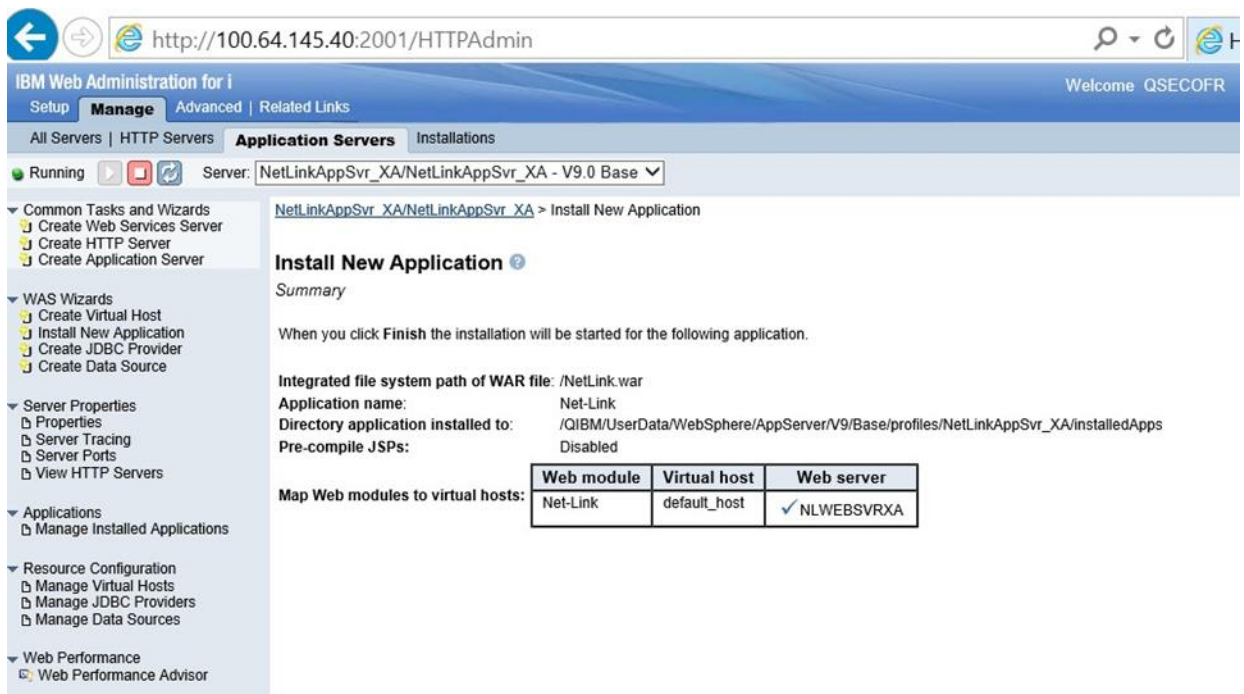 http://100.64.145.40:2001/HTTPAdmin
H
IBM Web Administration for i
Welcome QSECOFR
Setup Manage Advanced | Related Links
All Servers | HTTP Servers Application Servers Installations
Running Server: NetLinkAppSvr_XA/NetLinkAppSvr_XA - V9.0 Base
Common Tasks and Wizards
Create Web Services Server
Create HTTP Server
Create Application Server
WAS Wizards
Create Virtual Host
Install New Application
Create JDBC Provider
Create Data Source
Server Properties
Properties
Server Tracing
Server Ports
View HTTP Servers
Applications
Manage Installed Applications
Resource Configuration
Manage Virtual Hosts
Manage JDBC Providers
Manage Data Sources
Web Performance
Web Performance Advisor
NetLinkAppSvr_XA/NetLinkAppSvr_XA > Install New Application
Install New Application ?
Summary
When you click Finish the installation will be started for the following application.
Integrated file system path of WAR file: /NetLink.war
Application name: Net-Link
Directory application installed to: /QIBM/UserData/WebSphere/AppServer/V9/Base/profiles/NetLinkAppSvr_XA/installedApps
Pre-compile JSPs: Disabled
Map Web modules to virtual hosts:
Web module Virtual host Web server
Net-Link default_host NLWEBSVRXA